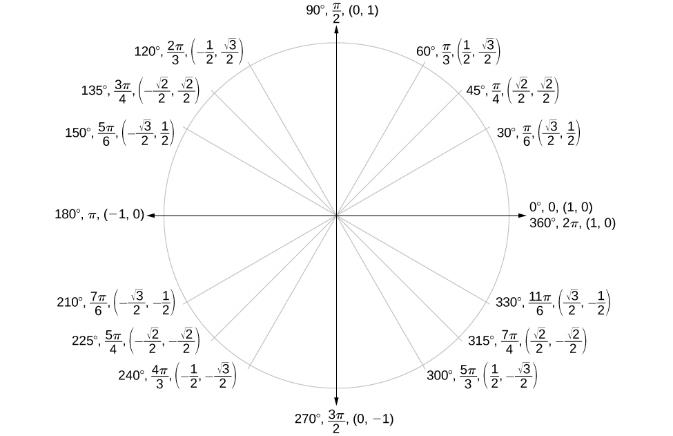 90°, π/2, (0, 1)
120°, 2π/3, (−1/2, √3/2)
60°, π/3, (1/2, √3/2)
135°, 3π/4, (−√2/2, √2/2)
45°, π/4, (√2/2, √2/2)
150°, 5π/6, (−√3/2, 1/2)
30°, π/6, (√3/2, 1/2)
180°, π, (−1, 0)
0°, 0, (1, 0)
360°, 2π, (1, 0)
210°, 7π/6, (−√3/2, −1/2)
330°, 11π/6, (√3/2, −1/2)
225°, 5π/4, (−√2/2, −√2/2)
315°, 7π/4, (√2/2, −√2/2)
240°, 4π/3, (−1/2, −√3/2)
300°, 5π/3, (1/2, −√3/2)
270°, 3π/2, (0, −1)